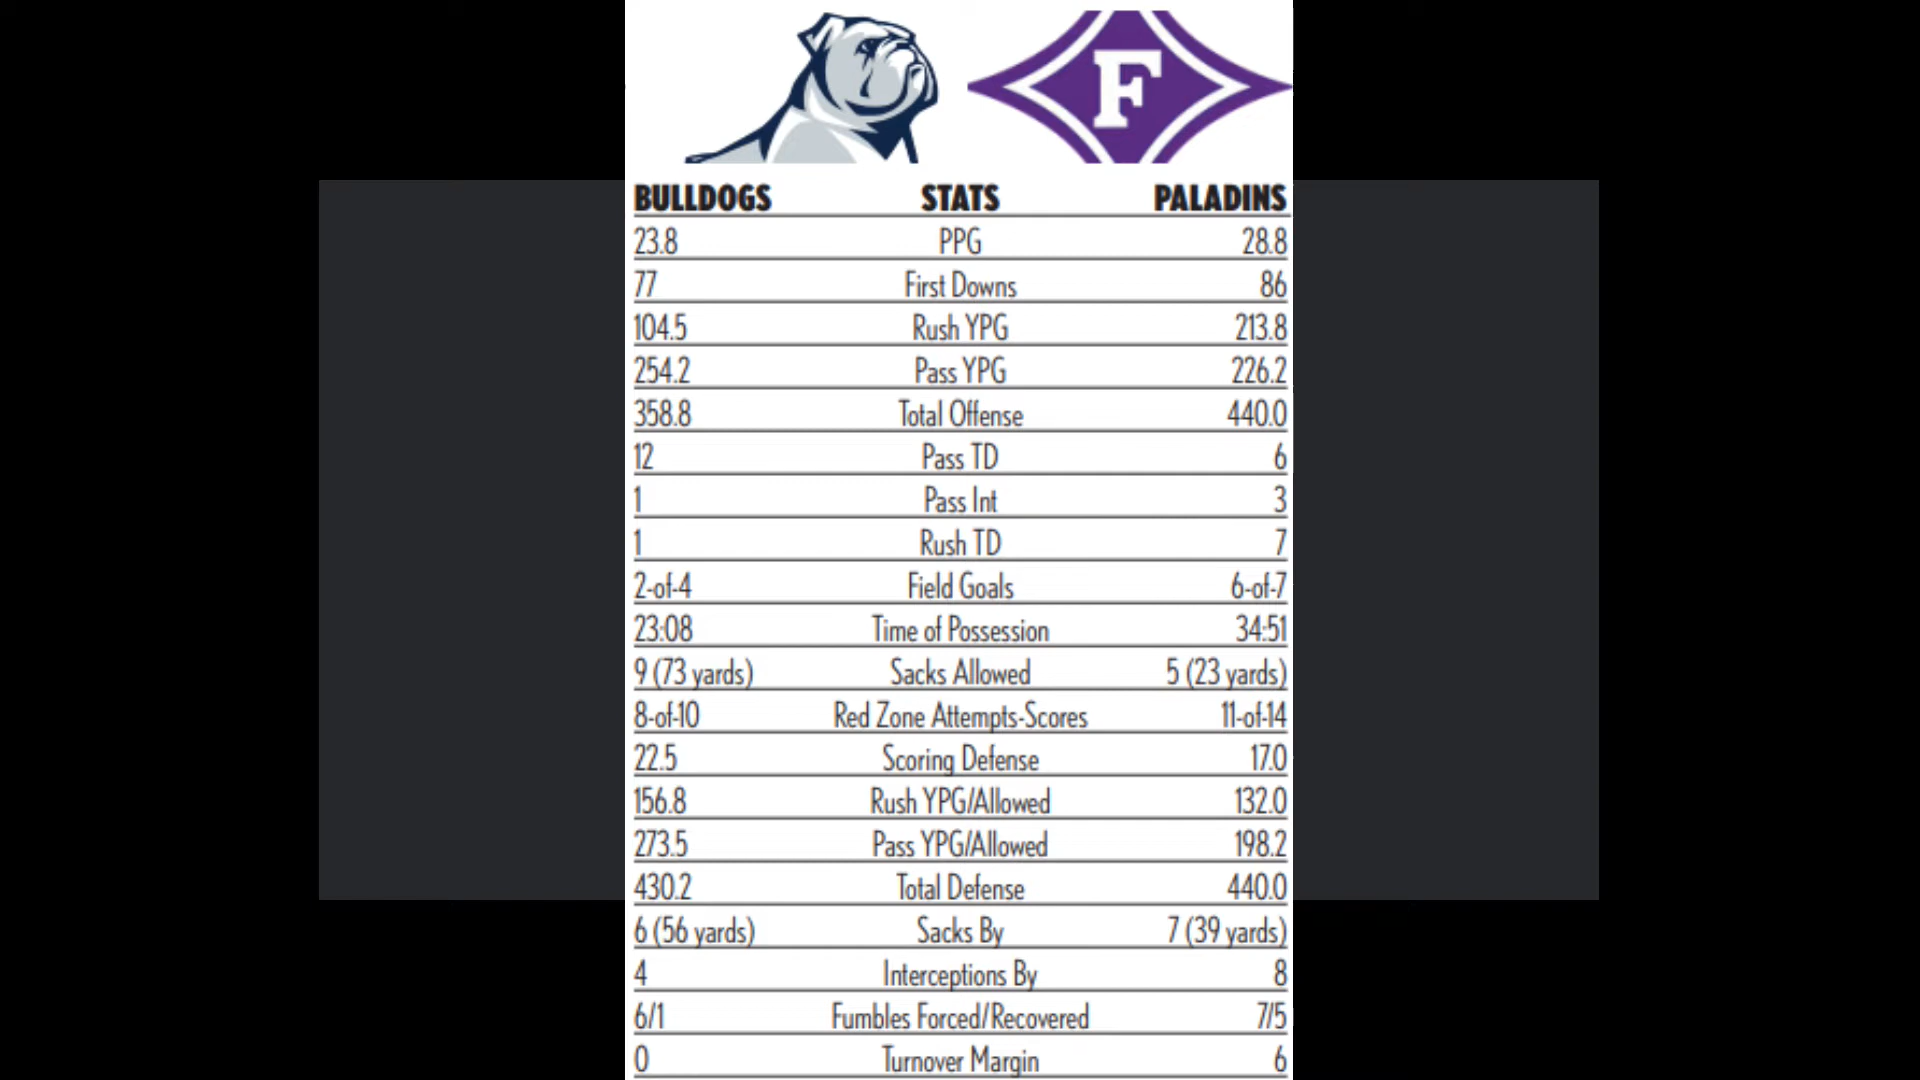 F
BULLDOGS STATS PALADINS
23.8 PPG 28.8
77 First Downs 86
104.5 Rush YPG 213.8
254.2 Pass YPG 226.2
358.8 Total Offense 440.0
12 Pass TD 6
1 Pass Int 3
1 Rush TD 7
2-of-4 Field Goals 6-of-7
23:08 Time of Possession 34:51
9 (73 yards) Sacks Allowed 5 (23 yards)
8-of-10 Red Zone Attempts-Scores 11-of-14
22.5 Scoring Defense 17.0
156.8 Rush YPG/Allowed 132.0
273.5 Pass YPG/Allowed 198.2
430.2 Total Defense 440.0
6 (56 yards) Sacks By 7 (39 yards)
4 Interceptions By 8
6/1 Fumbles Forced/Recovered 7/5
0 Turnover Margin 6